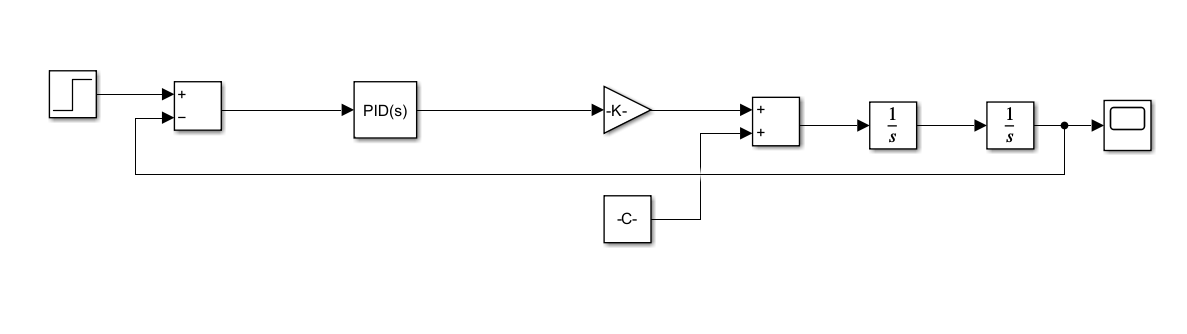 +
−
PID(s)
-K-
+
+
1
s
1
s
-C-